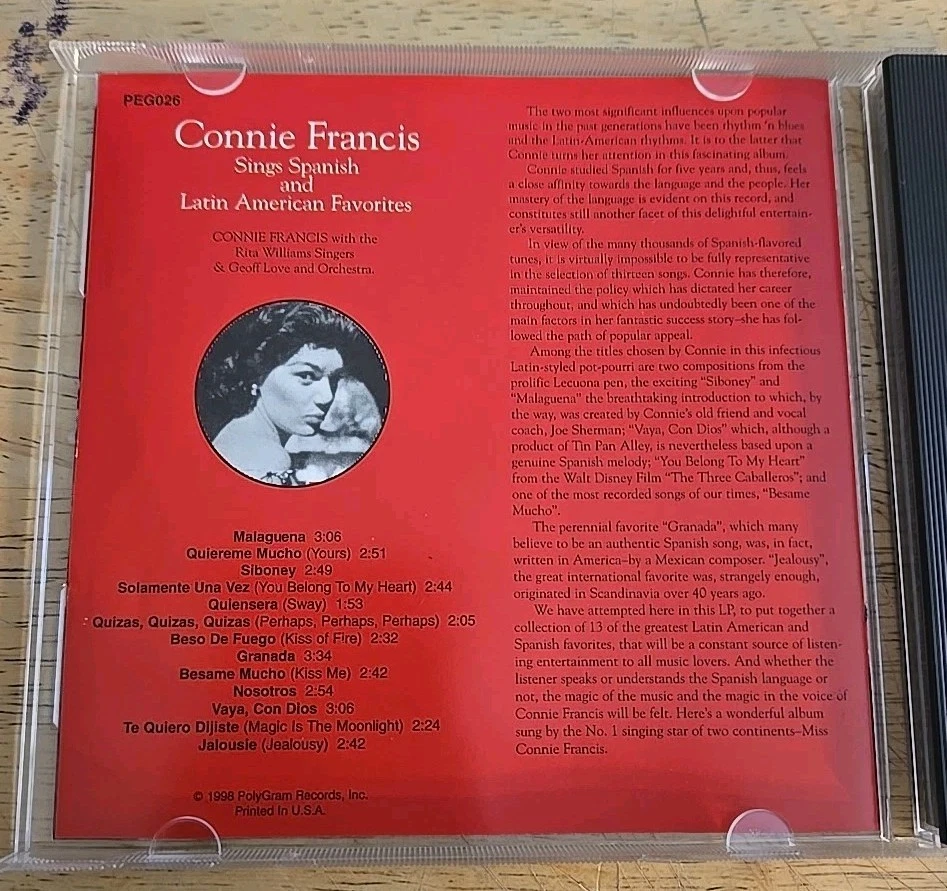 PEG026
Connie Francis
Sings Spanish
and
Latin American Favorites
CONNIE FRANCIS with the
Rita Williams Singers
& Geoff Love and Orchestra.
Malaguena 3:06
Quiereme Mucho (Yours) 2:51
Siboney 2:49
Solamente Una Vez (You Belong To My Heart) 2:44
Quiensera (Sway) 1:53
Quizas, Quizas, Quizas (Perhaps, Perhaps, Perhaps) 2:05
Beso De Fuego (Kiss of Fire) 2:32
Granada 3:34
Besame Mucho (Kiss Me) 2:42
Nosotros 2:54
Vaya, Con Dios 3:06
Te Quiero Dijiste (Magic Is The Moonlight) 2:24
Jalousie (Jealousy) 2:42
© 1998 PolyGram Records, Inc.
Printed In U.S.A.
The two most significant influences upon popular
music in the past generations have been rhythm 'n blues
and the Latin-American rhythms. It is to the latter that
Connie turns her attention in this fascinating album.
Connie studied Spanish for five years and, thus, feels
a close affinity towards the language and the people. Her
mastery of the language is evident on this record, and
constitutes still another facet of this delightful entertain-
er's versatility.
In view of the many thousands of Spanish-flavored
tunes, it is virtually impossible to be fully representative
in the selection of thirteen songs. Connie has therefore,
maintained the policy which has dictated her career
throughout, and which has undoubtedly been one of the
main factors in her fantastic success story–she has fol-
lowed the path of popular appeal.
Among the titles chosen by Connie in this infectious
Latin-styled pot-pourri are two compositions from the
prolific Lecuona pen, the exciting "Siboney" and
"Malaguena" the breathtaking introduction to which, by
the way, was created by Connie's old friend and vocal
coach, Joe Sherman; "Vaya, Con Dios" which, although a
product of Tin Pan Alley, is nevertheless based upon a
genuine Spanish melody; "You Belong To My Heart"
from the Walt Disney Film "The Three Caballeros"; and
one of the most recorded songs of our times, "Besame
Mucho".
The perennial favorite "Granada", which many
believe to be an authentic Spanish song, was, in fact,
written in America–by a Mexican composer. "Jealousy",
the great international favorite was, strangely enough,
originated in Scandinavia over 40 years ago.
We have attempted here in this LP, to put together a
collection of 13 of the greatest Latin American and
Spanish favorites, that will be a constant source of listen-
ing entertainment to all music lovers. And whether the
listener speaks or understands the Spanish language or
not, the magic of the music and the magic in the voice of
Connie Francis will be felt. Here's a wonderful album
sung by the No. 1 singing star of two continents–Miss
Connie Francis.